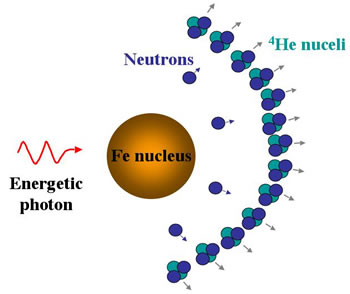 ⁴He nuceli
Neutrons
Fe nucleus
Energetic
photon